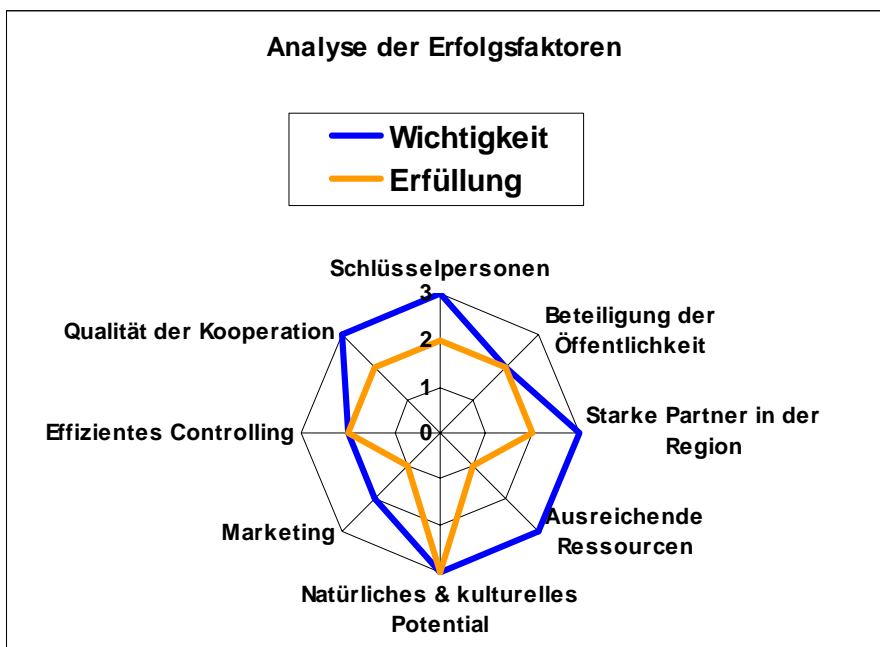 Analyse der Erfolgsfaktoren
Wichtigkeit
Erfüllung
Schlüsselpersonen
3
Beteiligung der
Öffentlichkeit
Qualität der Kooperation
2
1
Effizientes Controlling
0
Starke Partner in der
Region
Marketing
Ausreichende
Ressourcen
Natürliches & kulturelles
Potential